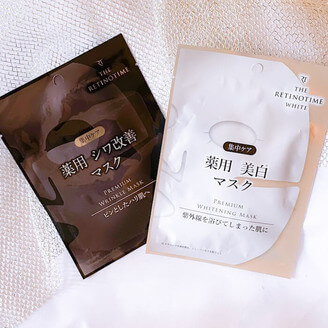 THE
RETINOTIME
集中ケア
薬用 シワ改善
マスク
PREMIUM
WRINKLE MASK
ピンとしたハリ肌へ
THE
RETINOTIME
WHITE
集中ケア
薬用 美白
マスク
PREMIUM
WHITENING MASK
紫外線を浴びてしまった肌に